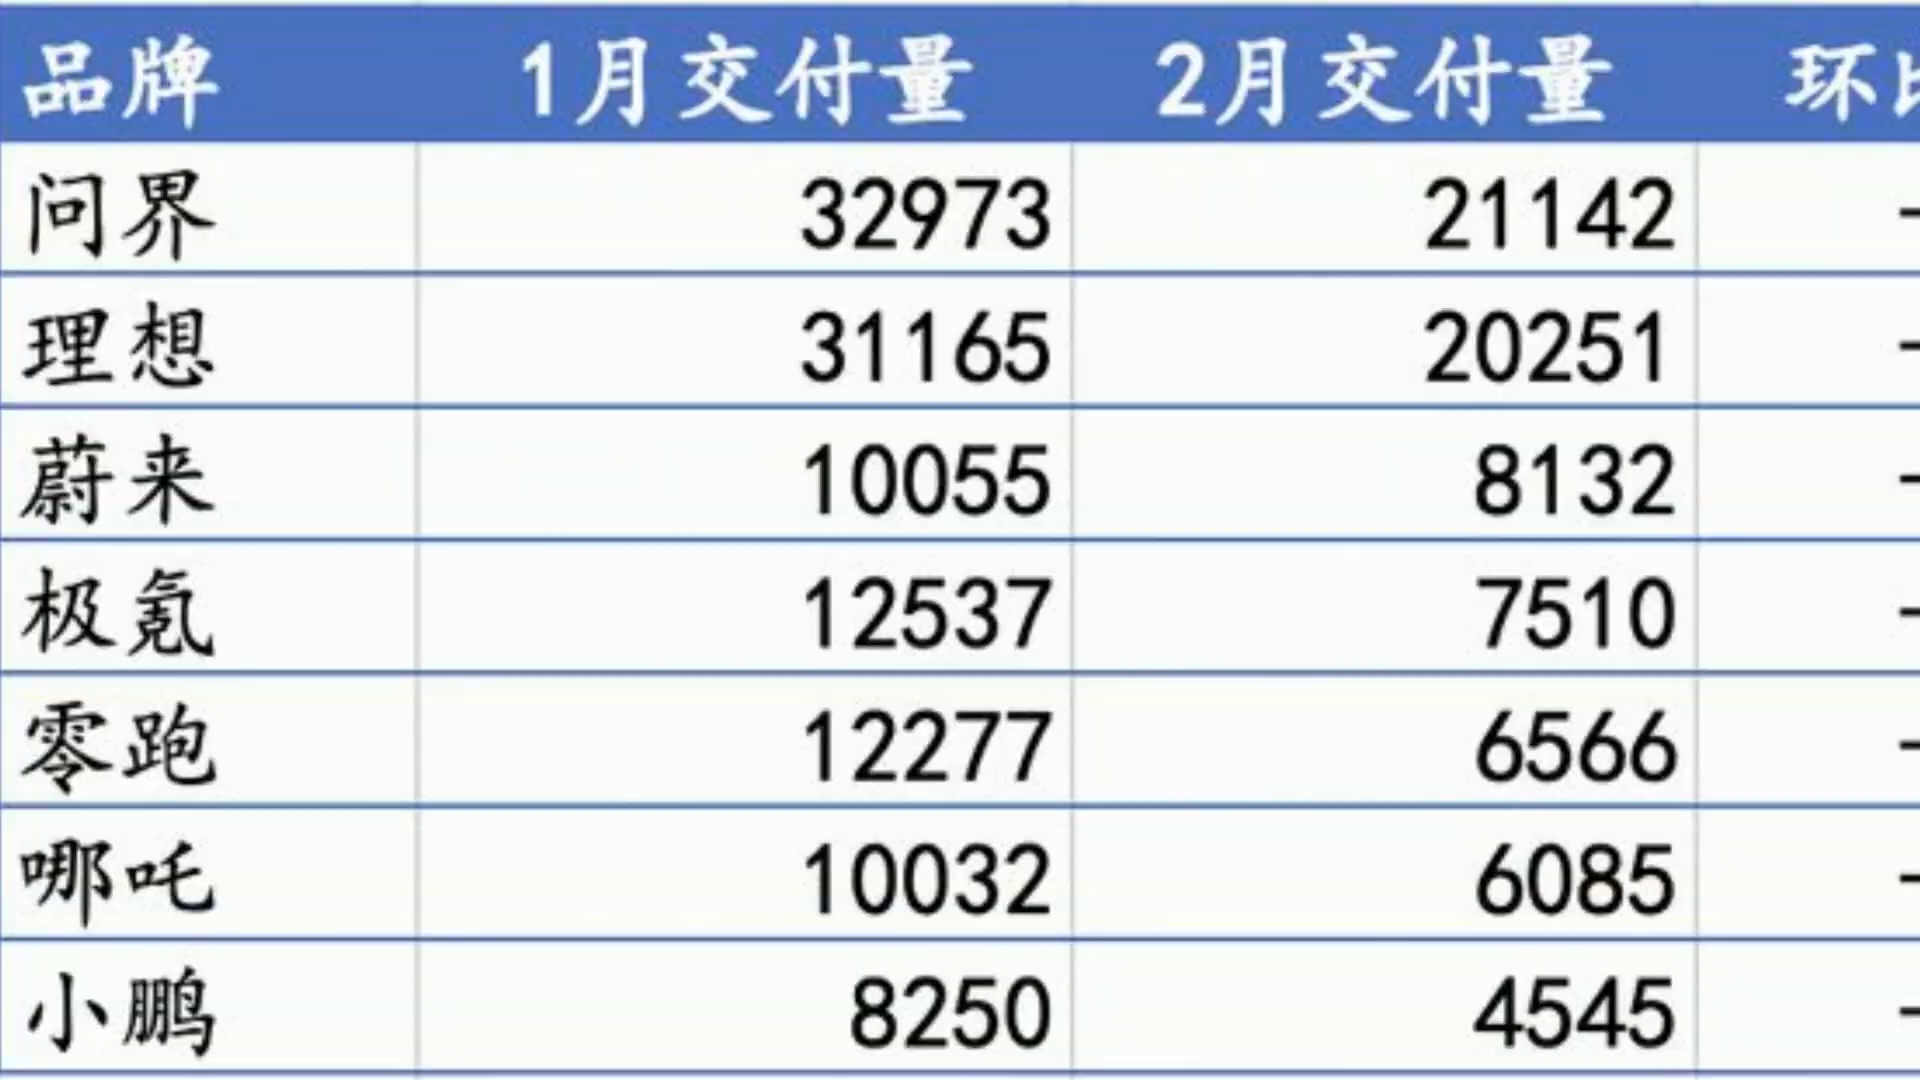 品牌 1月交付量 2月交付量 环比
问界 32973 21142 -
理想 31165 20251 -
蔚来 10055 8132 -
极氪 12537 7510 -
零跑 12277 6566 -
哪吒 10032 6085 -
小鹏 8250 4545 -